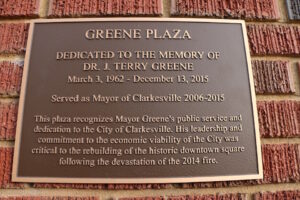 GREENE PLAZA
DEDICATED TO THE MEMORY OF
DR. J. TERRY GREENE
March 3, 1962 - December 13, 2015
Served as Mayor of Clarkesville 2006-2015
This plaza recognizes Mayor Greene's public service and
dedication to the City of Clarkesville. His leadership and
commitment to the economic viability of the City was
critical to the rebuilding of the historic downtown square
following the devastation of the 2014 fire.